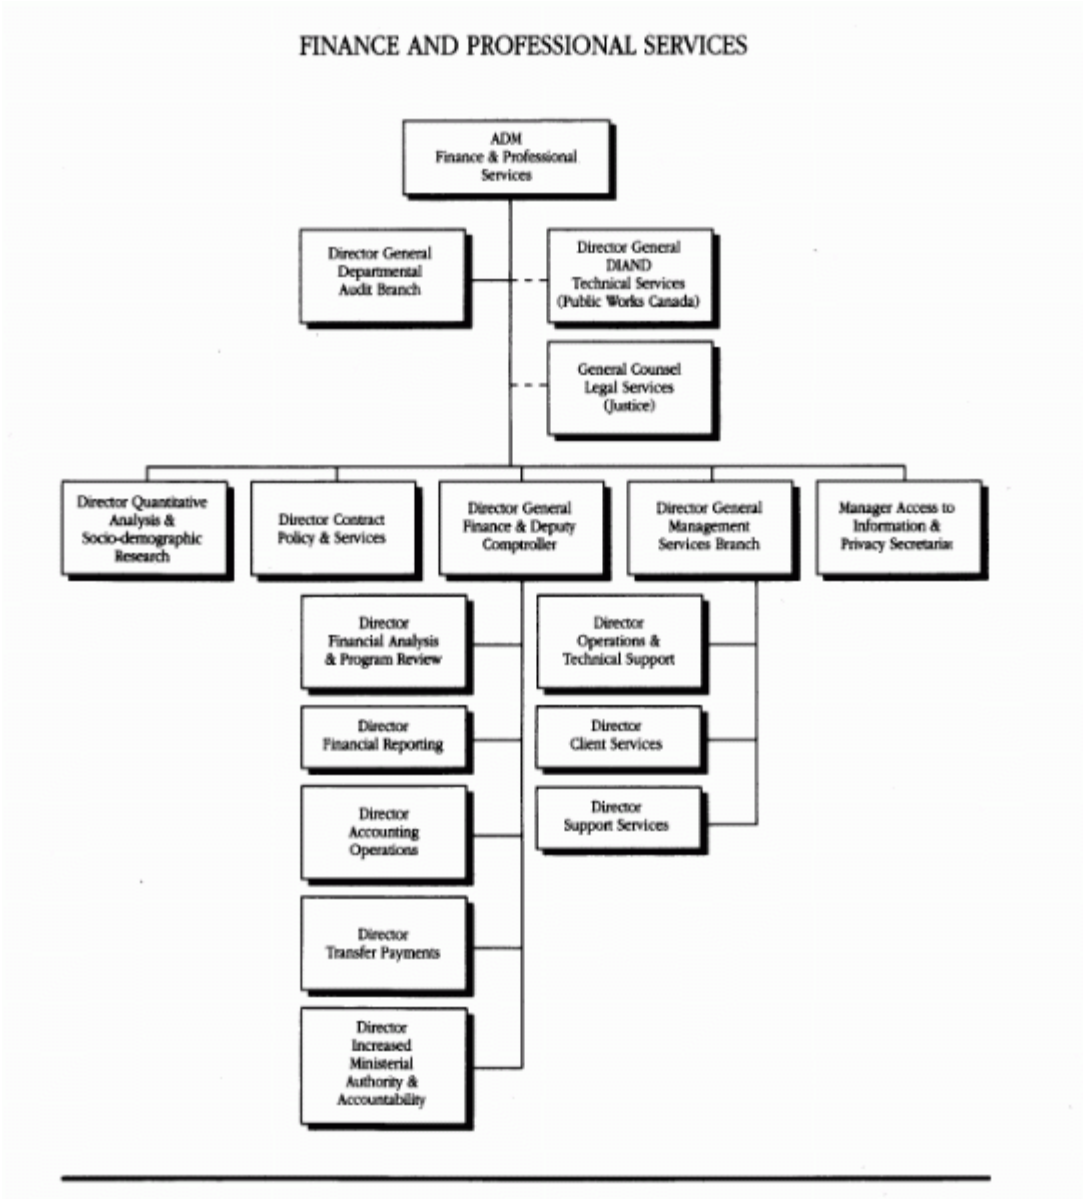 FINANCE AND PROFESSIONAL SERVICES
ADM
Finance & Professional
Services
Director General
Departmental
Audit Branch
Director General
DIAND
Technical Services
(Public Works Canada)
General Counsel
Legal Services
(Justice)
Director Quantitative
Analysis &
Socio-demographic
Research
Director Contract
Policy & Services
Director General
Finance & Deputy
Comptroller
Director General
Management
Services Branch
Manager Access to
Information &
Privacy Secretariat
Director
Financial Analysis
& Program Review
Director
Financial Reporting
Director
Accounting
Operations
Director
Transfer Payments
Director
Increased
Ministerial
Authority &
Accountability
Director
Operations &
Technical Support
Director
Client Services
Director
Support Services